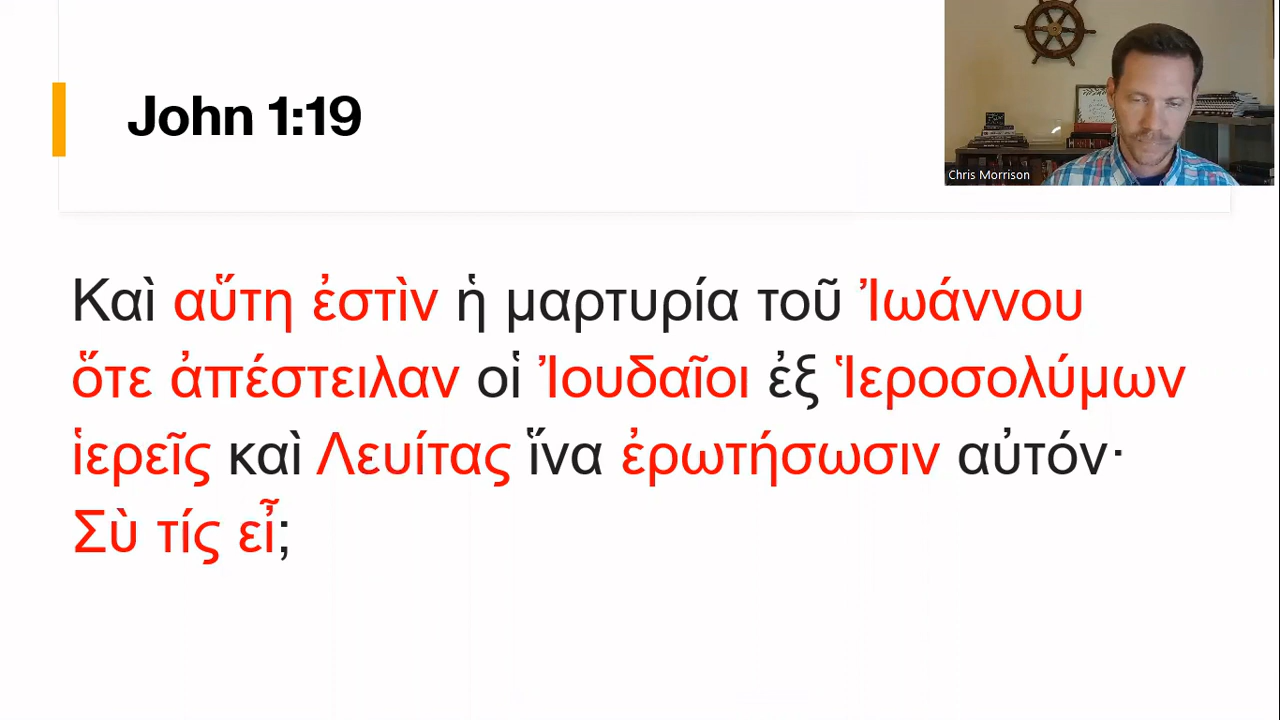 John 1:19
Chris Morrison
Καὶ αὕτη ἐστὶν ἡ μαρτυρία τοῦ Ἰωάννου
ὅτε ἀπέστειλαν οἱ Ἰουδαῖοι ἐξ Ἱεροσολύμων
ἱερεῖς καὶ Λευίτας ἵνα ἐρωτήσωσιν αὐτόν·
Σὺ τίς εἶ;